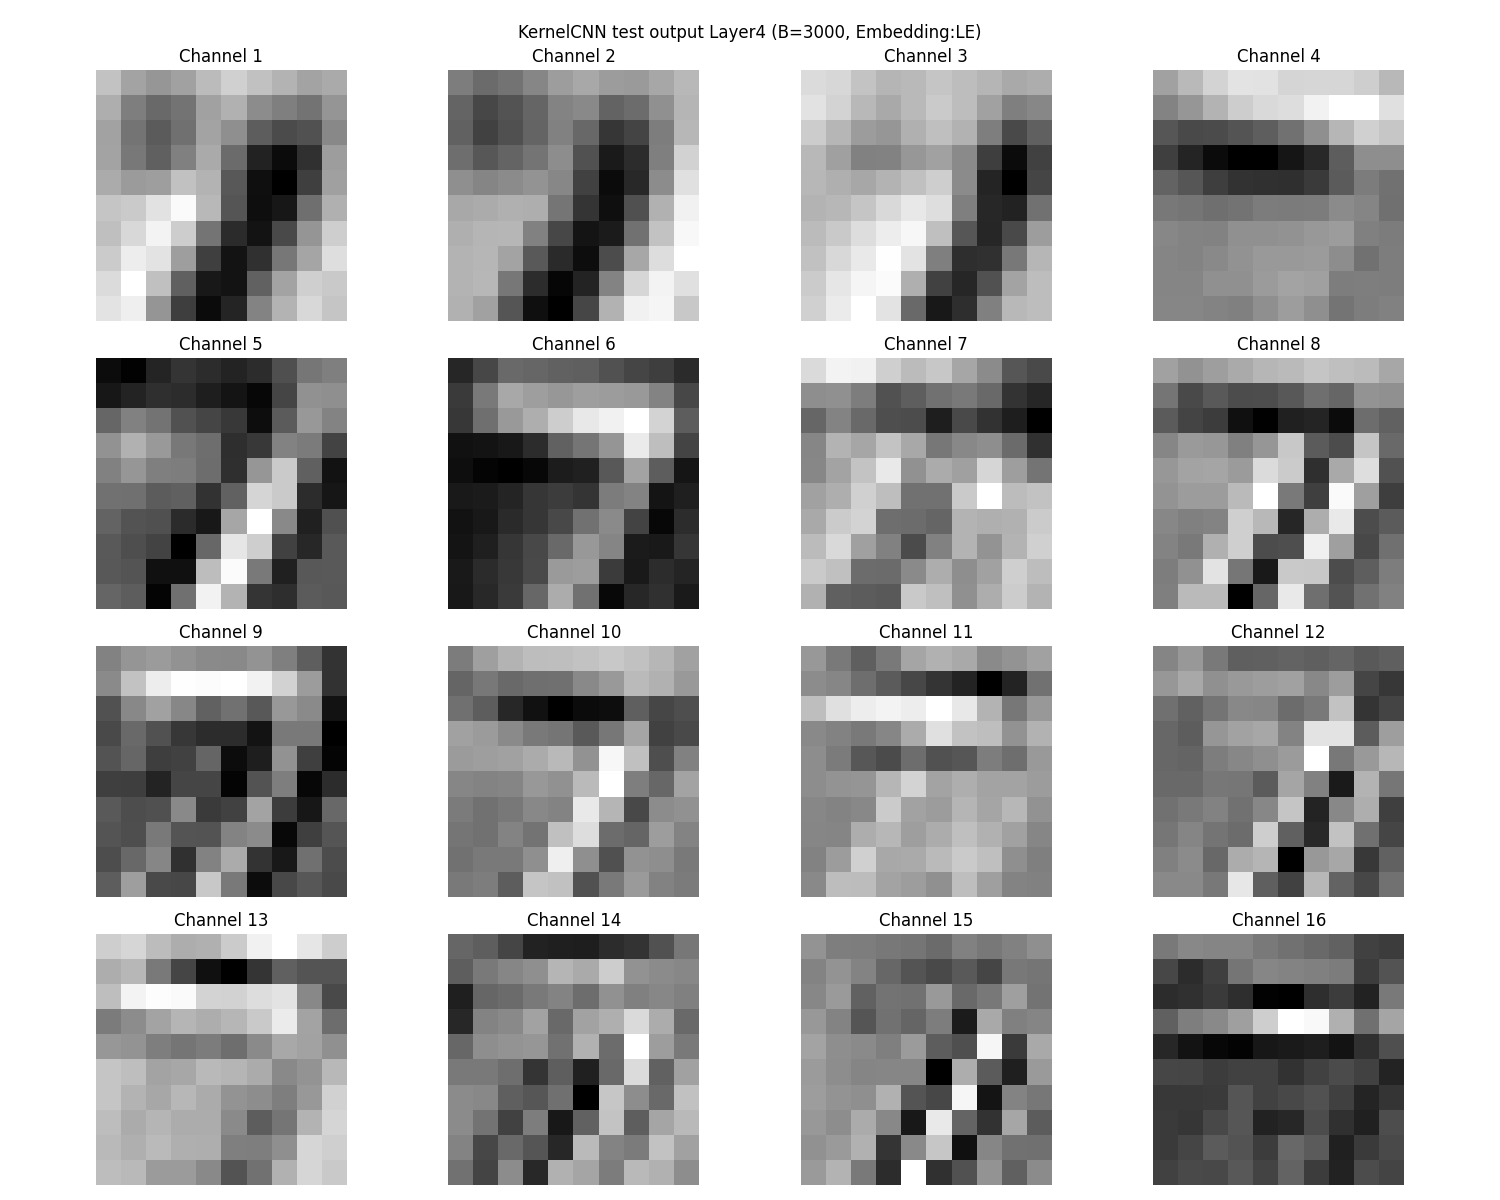 KernelCNN test output Layer4 (B=3000, Embedding:LE)
Channel 1 Channel 2 Channel 3 Channel 4
Channel 5 Channel 6 Channel 7 Channel 8
Channel 9 Channel 10 Channel 11 Channel 12
Channel 13 Channel 14 Channel 15 Channel 16